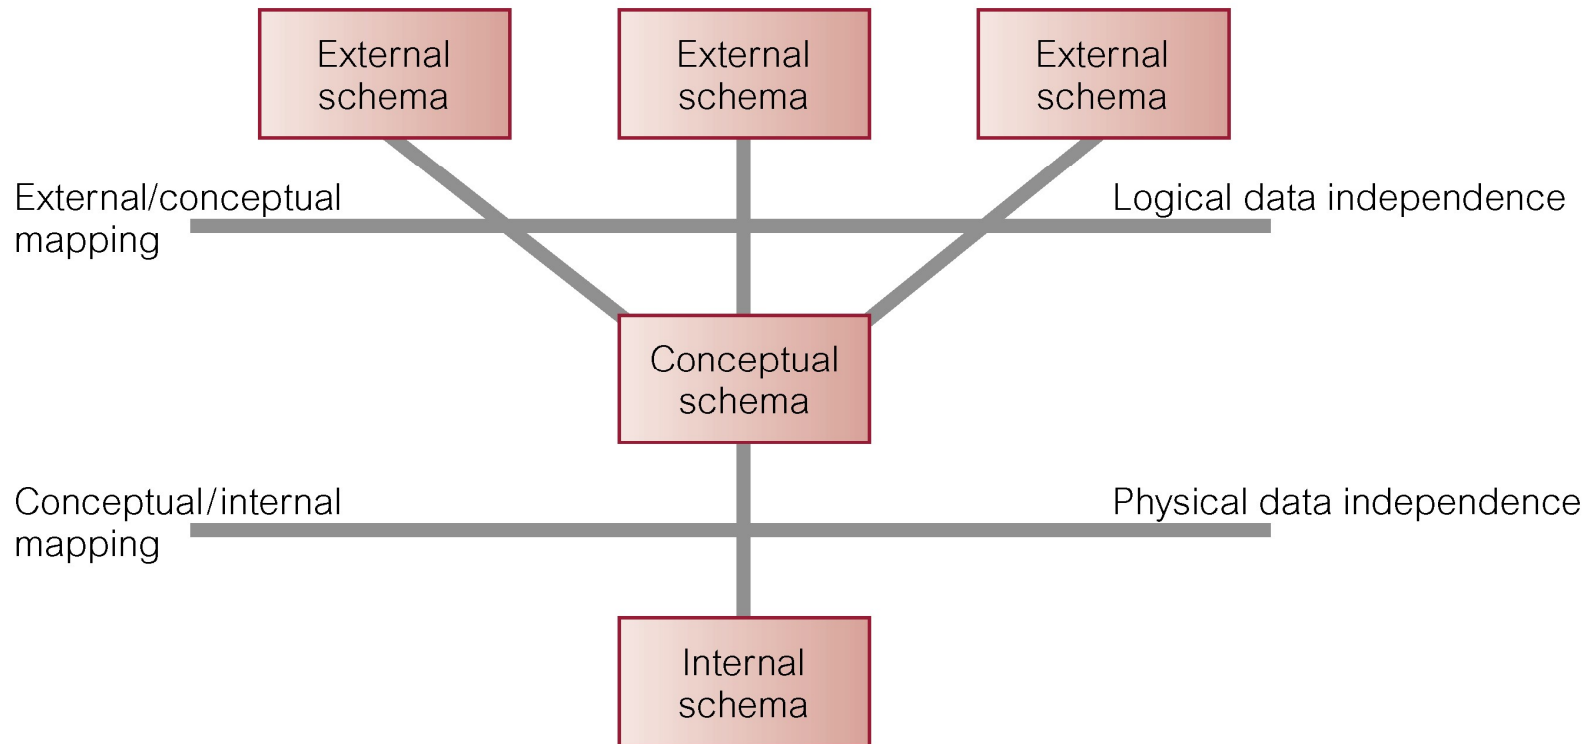 External
schema
External
schema
External
schema
External/conceptual
mapping
Logical data independence
Conceptual
schema
Conceptual/internal
mapping
Physical data independence
Internal
schema